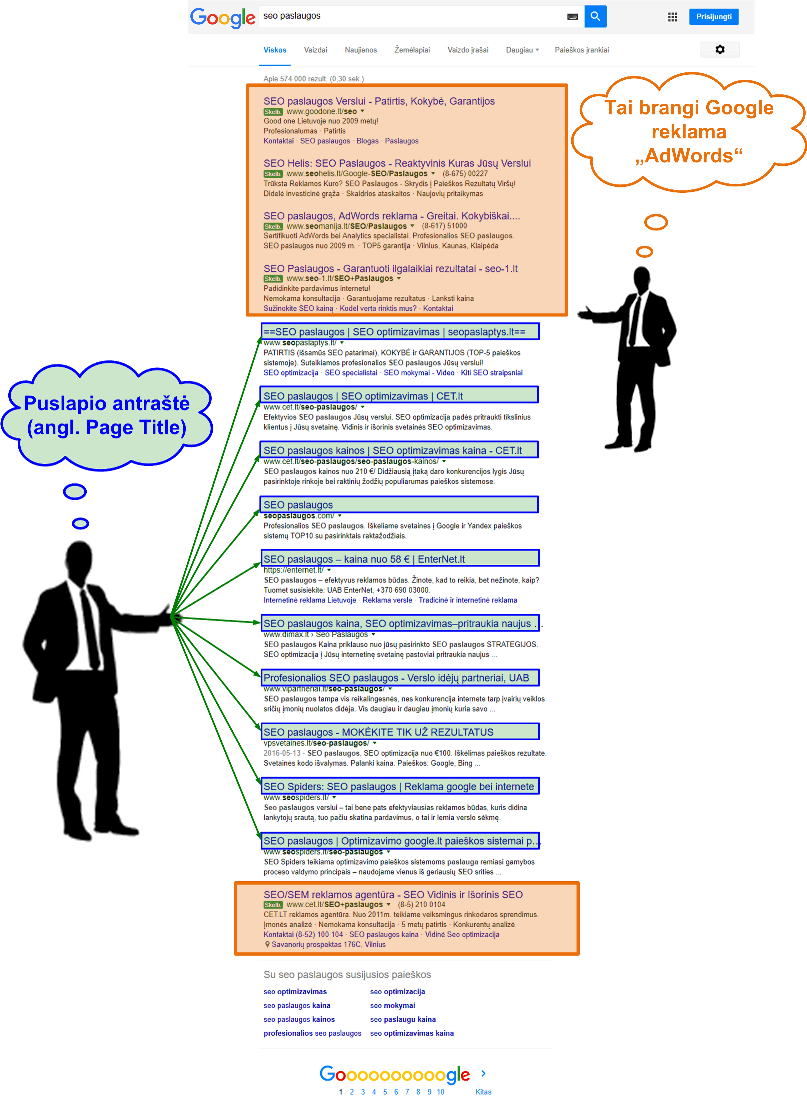 Google
seo paslaugos
Prisijungti
Viskas Vaizdai Naujienos Žemėlapiai Vaizdo įrašai Daugiau Paieškos įrankiai
Apie 574 000 rezult. (0,30 sek.)
SEO paslaugos Verslui - Patirtis, Kokybė, Garantijos
Skelb. www.goodone.lt/seo
Good one Lietuvoje nuo 2009 metų!
Profesionalumas · Patirtis
Kontaktai · SEO paslaugos · Blogas · Paslaugos
SEO Helis: SEO Paslaugos - Reaktyvinis Kuras Jūsų Verslui
Skelb. www.seohelis.lt/Google-SEO/Paslaugos (8-675) 00227
Trūksta Reklamos Kuro? SEO Paslaugos - Skrydis į Paieškos Rezultatų Viršų!
Didelė investicinė grąža · Skaidrios ataskaitos · Naujovių pritaikymas
SEO paslaugos, AdWords reklama - Greitai. Kokybiškai....
Skelb. www.seomanija.lt/SEO/Paslaugos (8-617) 51000
Sertifikuoti AdWords bei Analytics specialistai. Profesionalios SEO paslaugos.
SEO paslaugos nuo 2009 m. · TOP5 garantija · Vilnius, Kaunas, Klaipėda
SEO Paslaugos - Garantuoti ilgalaikiai rezultatai - seo-1.lt
Skelb. www.seo-1.lt/SEO+Paslaugos
Padidinkite pardavimus internetu!
Nemokama konsultacija · Garantuojame rezultatus · Lanksti kaina
Sužinokite SEO kainą · Kodėl verta rinktis mus? · Kontaktai
Tai brangi Google
reklama
„AdWords“
Puslapio antraštė
(angl. Page Title)
==SEO paslaugos | SEO optimizavimas | seopaslaptys.lt==
www.seopaslaptys.lt/
PATIRTIS (išsamūs SEO patarimai), KOKYBĖ ir GARANTIJOS (TOP-5 paieškos
sistemoje). Suteikiamos profesionalios SEO paslaugos Jūsų verslui!
SEO optimizacija · SEO specialistai · SEO mokymai - Video · Kiti SEO straipsniai
SEO paslaugos | SEO optimizavimas | CET.lt
www.cet.lt/seo-paslaugos/
Efektyvios SEO paslaugos Jūsų verslui. SEO optimizacija padės pritraukti tikslinius
klientus į Jūsų svetainę. Vidinis ir išorinis svetainės SEO optimizavimas.
SEO paslaugos kainos | SEO optimizavimas kaina - CET.lt
www.cet.lt/seo-paslaugos/seo-paslaugos-kainos/
SEO paslaugos kainos nuo 210 €/ Didžiausią įtaką daro konkurencijos lygis Jūsų
pasirinktoje rinkoje bei raktinių žodžių populiarumas paieškos sistemose.
SEO paslaugos
seopaslaugos.com/
Profesionalios SEO paslaugos. Iškeliame svetaines į Google ir Yandex paieškos
sistemų TOP10 su pasirinktais raktažodžiais.
SEO paslaugos – kaina nuo 58 € | EnterNet.lt
https://enternet.lt/
SEO paslaugos – efektyvus reklamos būdas. Žinote, kad to reikia, bet nežinote, kaip?
Tuomet susisiekite: UAB EnterNet, +370 690 03000.
Internetinė reklama Lietuvoje · Reklama versle · Tradicinė ir internetinė reklama
SEO paslaugos kaina, SEO optimizavimas–pritraukia naujus ...
www.dimax.lt › Seo Paslaugos
SEO paslaugos Kaina priklauso nuo jūsų pasirinkto SEO paslaugos STRATEGIJOS.
SEO optimizacija į Jūsų internetinę svetainę pastoviai pritraukia naujus ...
Profesionalios SEO paslaugos - Verslo idėjų partneriai, UAB
www.vipartneriai.lt/seo-paslaugos/
SEO paslaugos tampa vis reikalingesnės, nes konkurencija internete tarp įvairių veiklos
sričių įmonių nuolatos didėja. Vis daugiau ir daugiau įmonių kuria savo ...
SEO paslaugos - MOKĖKITE TIK UŽ REZULTATUS
vpsvetaines.lt/seo-paslaugos/
2016-05-13 - SEO paslaugos, SEO optimizacija nuo €100. Iškėlimas paieškos rezultate.
Svetainės kodo išvalymas. Palanki kaina. Paieškos: Google, Bing ...
SEO Spiders: SEO paslaugos | Reklama google bei internete
www.seospiders.lt/
Seo paslaugos verslui – tai bene pats efektyviausias reklamos būdas, kuris didina
lankytojų srautą, tuo pačiu skatina pardavimus, o tai ir lemia verslo sėkmę.
SEO paslaugos | Optimizavimo google.lt paieškos sistemai p...
www.seospiders.lt/seo-paslaugos
SEO Spiders teikiama optimizavimo paieškos sistemoms paslauga remiasi gamybos
proceso valdymo principais – naudojame vienus iš geriausių SEO srities ...
SEO/SEM reklamos agentūra - SEO Vidinis ir Išorinis SEO
Skelb. www.cet.lt/SEO+paslaugos (8-5) 210 0104
CET.LT reklamos agentūra. Nuo 2011m. teikiame veiksmingus rinkodaros sprendimus.
Įmonės analizė · Nemokama konsultacija · 5 metų patirtis · Konkurentų analizė
Kontaktai (8-52) 100 104 · SEO paslaugos kaina · Vidinė Seo optimizacija
Savanorių prospektas 176C, Vilnius
Su seo paslaugos susijusios paieškos
seo optimizavimas seo optimizacija
seo paslaugos kaina seo mokymai
seo paslaugos kainos seo paslaugu kaina
profesionalios seo paslaugos seo optimizavimas kaina
Goooooooooogle
1 2 3 4 5 6 7 8 9 10 Kitas